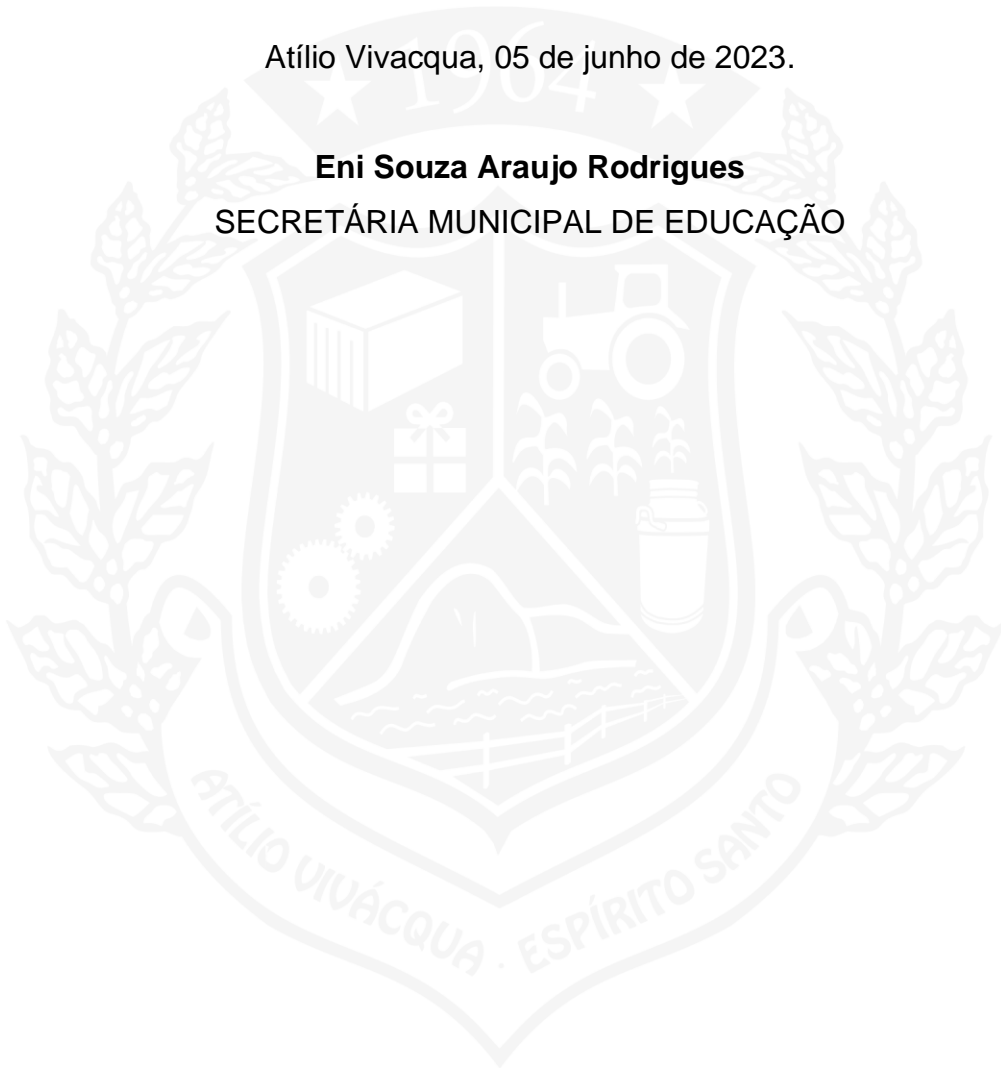 Atílio Vivacqua, 05 de junho de 2023.
1964
Eni Souza Araujo Rodrigues
SECRETÁRIA MUNICIPAL DE EDUCAÇÃO
ATÍLIO VIVÁCQUA . ESPÍRITO SANTO